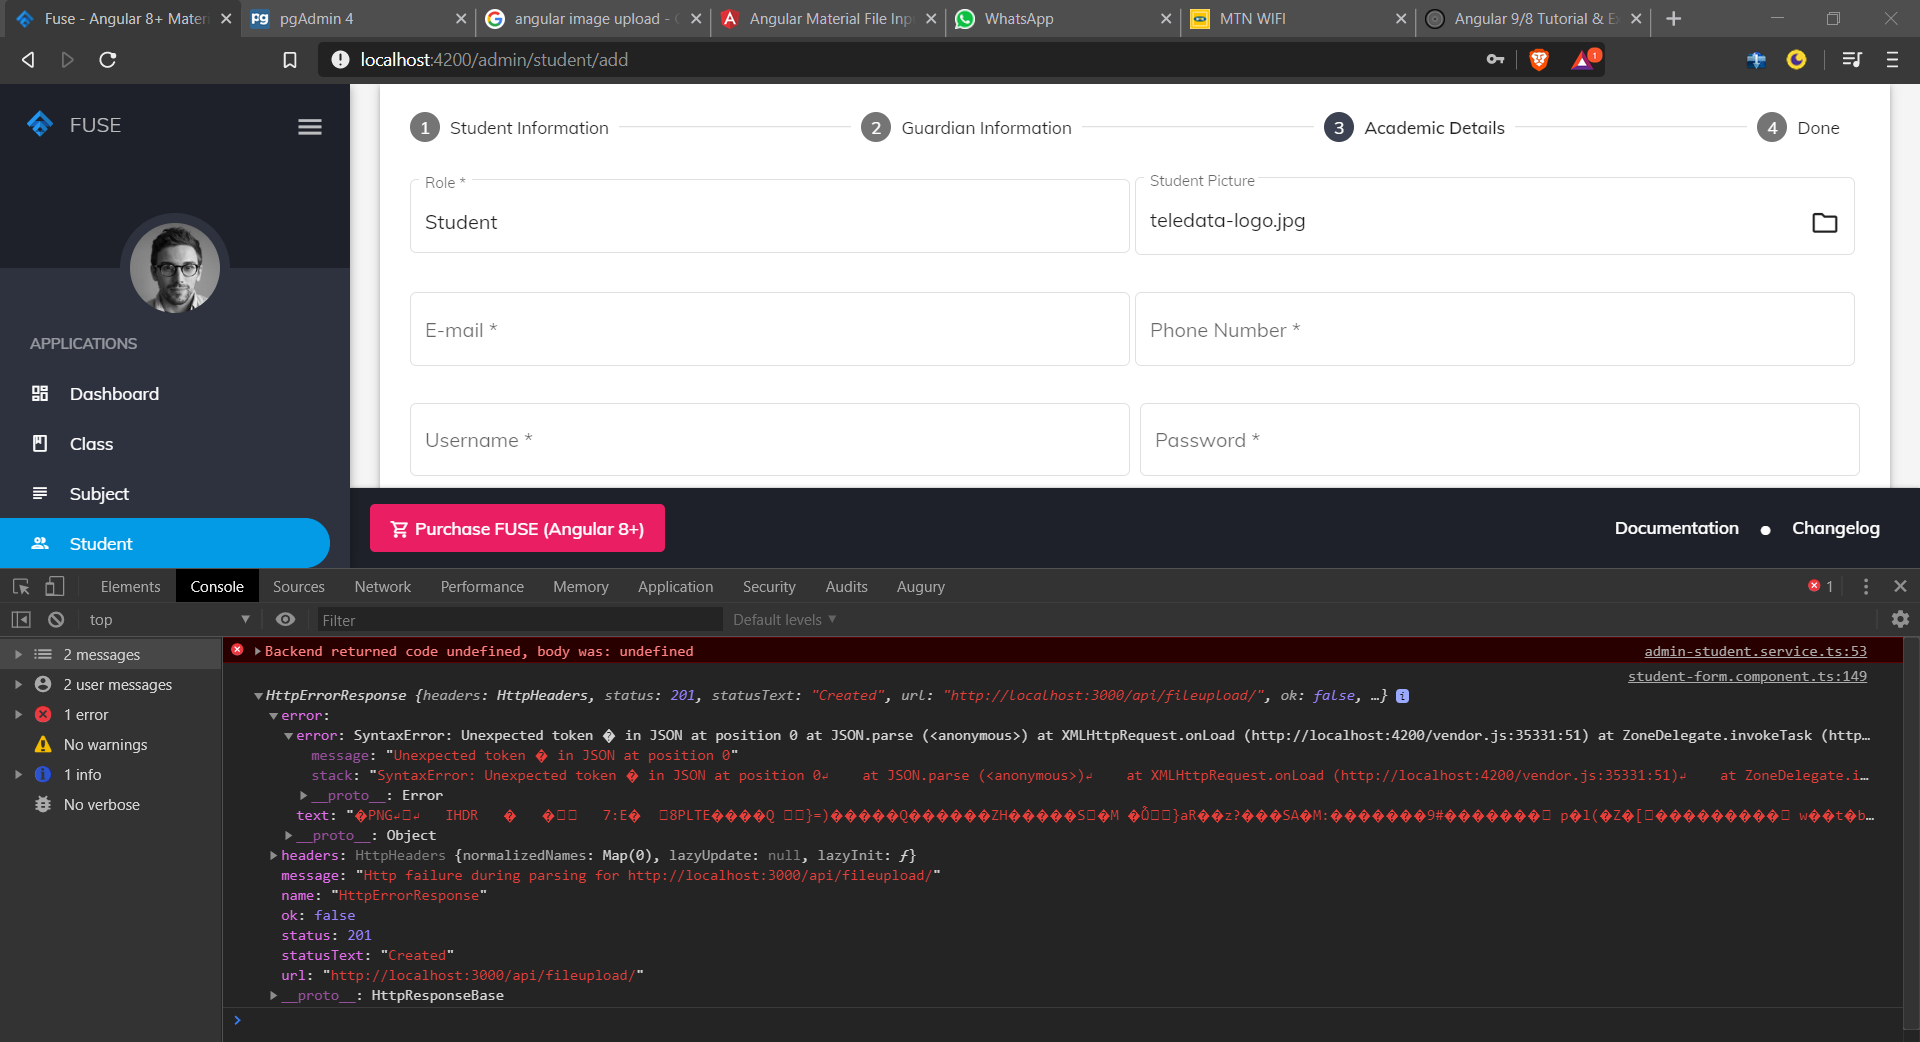 Fuse - Angular 8+ Materi
pgAdmin 4
angular image upload - G
Angular Material File Inp
WhatsApp
MTN WIFI
Angular 9/8 Tutorial & Ex
localhost:4200/admin/student/add
1
FUSE
1 Student Information
2 Guardian Information
3 Academic Details
4 Done
Role *
Student
Student Picture
teledata-logo.jpg
E-mail *
Phone Number *
Username *
Password *
APPLICATIONS
Dashboard
Class
Subject
Student
Purchase FUSE (Angular 8+)
Documentation
Changelog
Elements
Console
Sources
Network
Performance
Memory
Application
Security
Audits
Augury
1
top
Filter
Default levels
2 messages
2 user messages
1 error
No warnings
1 info
No verbose
Backend returned code undefined, body was: undefined
admin-student.service.ts:53
student-form.component.ts:149
HttpErrorResponse {headers: HttpHeaders, status: 201, statusText: "Created", url: "http://localhost:3000/api/fileupload/", ok: false, …}
error:
error: SyntaxError: Unexpected token � in JSON at position 0 at JSON.parse (<anonymous>) at XMLHttpRequest.onLoad (http://localhost:4200/vendor.js:35331:51) at ZoneDelegate.invokeTask (http…
message: "Unexpected token � in JSON at position 0"
stack: "SyntaxError: Unexpected token � in JSON at position 0↵ at JSON.parse (<anonymous>)↵ at XMLHttpRequest.onLoad (http://localhost:4200/vendor.js:35331:51)↵ at ZoneDelegate.i…
__proto__: Error
text: "�PNG
IHDR
__proto__: Object
headers: HttpHeaders {normalizedNames: Map(0), lazyUpdate: null, lazyInit: ƒ}
message: "Http failure during parsing for http://localhost:3000/api/fileupload/"
name: "HttpErrorResponse"
ok: false
status: 201
statusText: "Created"
url: "http://localhost:3000/api/fileupload/"
__proto__: HttpResponseBase